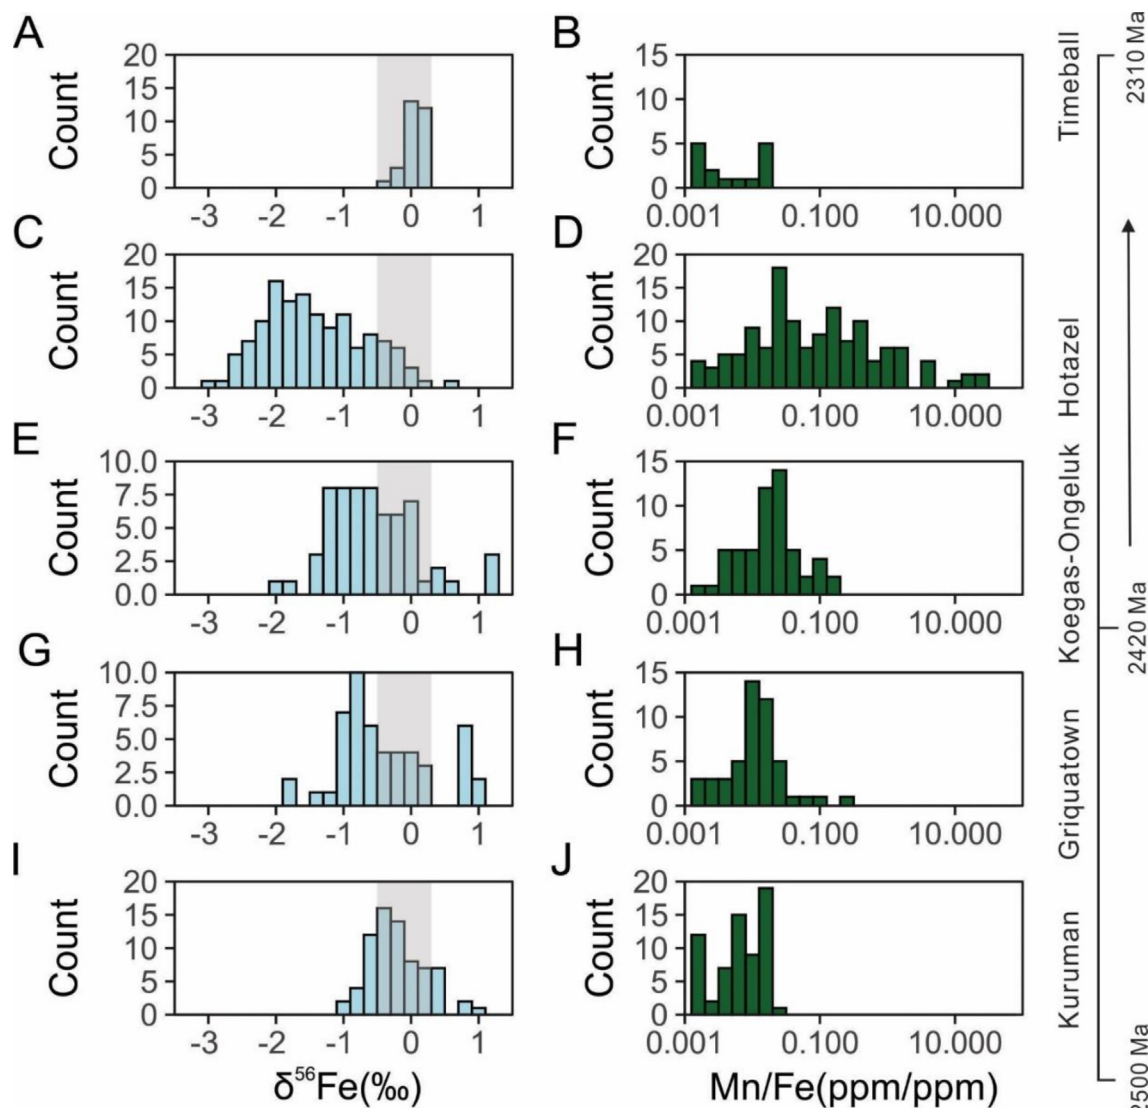 A
B
20
15
10
5
0
Count
-3 -2 -1 0 1
15
10
5
0
Count
0.001 0.100 10.000
Timeball
2310 Ma
C
D
20
15
10
5
0
Count
-3 -2 -1 0 1
20
15
10
5
0
Count
0.001 0.100 10.000
Hotazel
E
F
10.0
7.5
5.0
2.5
0.0
Count
-3 -2 -1 0 1
15
10
5
0
Count
0.001 0.100 10.000
Koegas-Ongeluk
2420 Ma
G
H
10.0
7.5
5.0
2.5
0.0
Count
-3 -2 -1 0 1
15
10
5
0
Count
0.001 0.100 10.000
Griquatown
I
J
20
15
10
5
0
Count
-3 -2 -1 0 1
δ⁵⁶Fe(‰)
20
15
10
5
0
Count
0.001 0.100 10.000
Mn/Fe(ppm/ppm)
Kuruman
2500 Ma